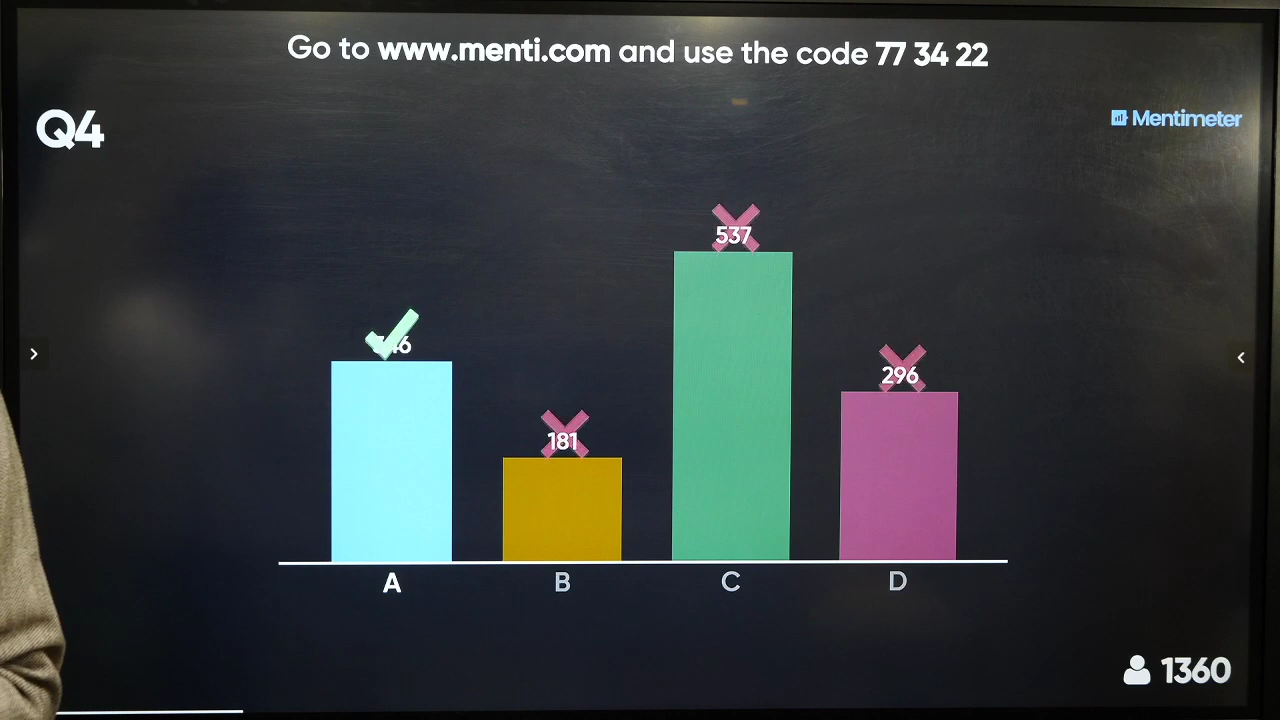 Go to www.menti.com and use the code 77 34 22
Q4
Mentimeter
537
296
181
A
B
C
D
1360